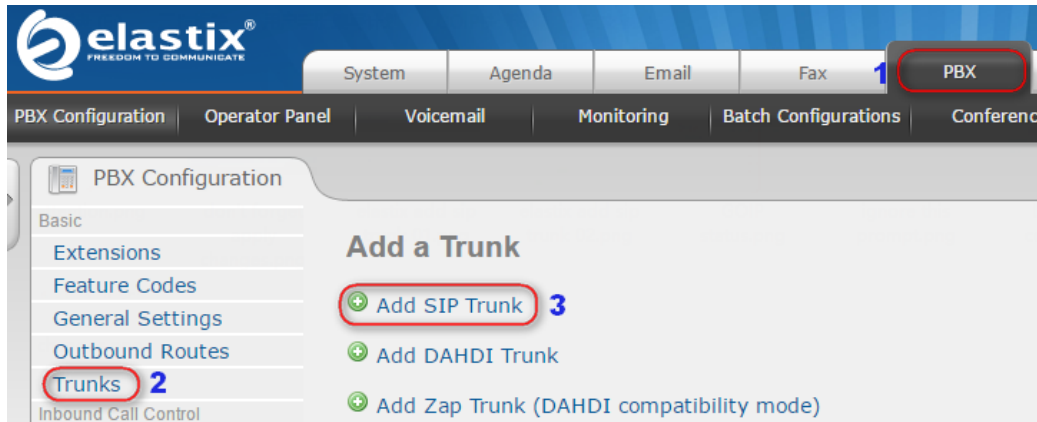 elastix®
FREEDOM TO COMMUNICATE
System Agenda Email Fax 1 PBX
PBX Configuration Operator Panel Voicemail Monitoring Batch Configurations Conferenc
PBX Configuration
Basic
Extensions
Feature Codes
General Settings
Outbound Routes
Trunks 2
Inbound Call Control
Add a Trunk
Add SIP Trunk 3
Add DAHDI Trunk
Add Zap Trunk (DAHDI compatibility mode)